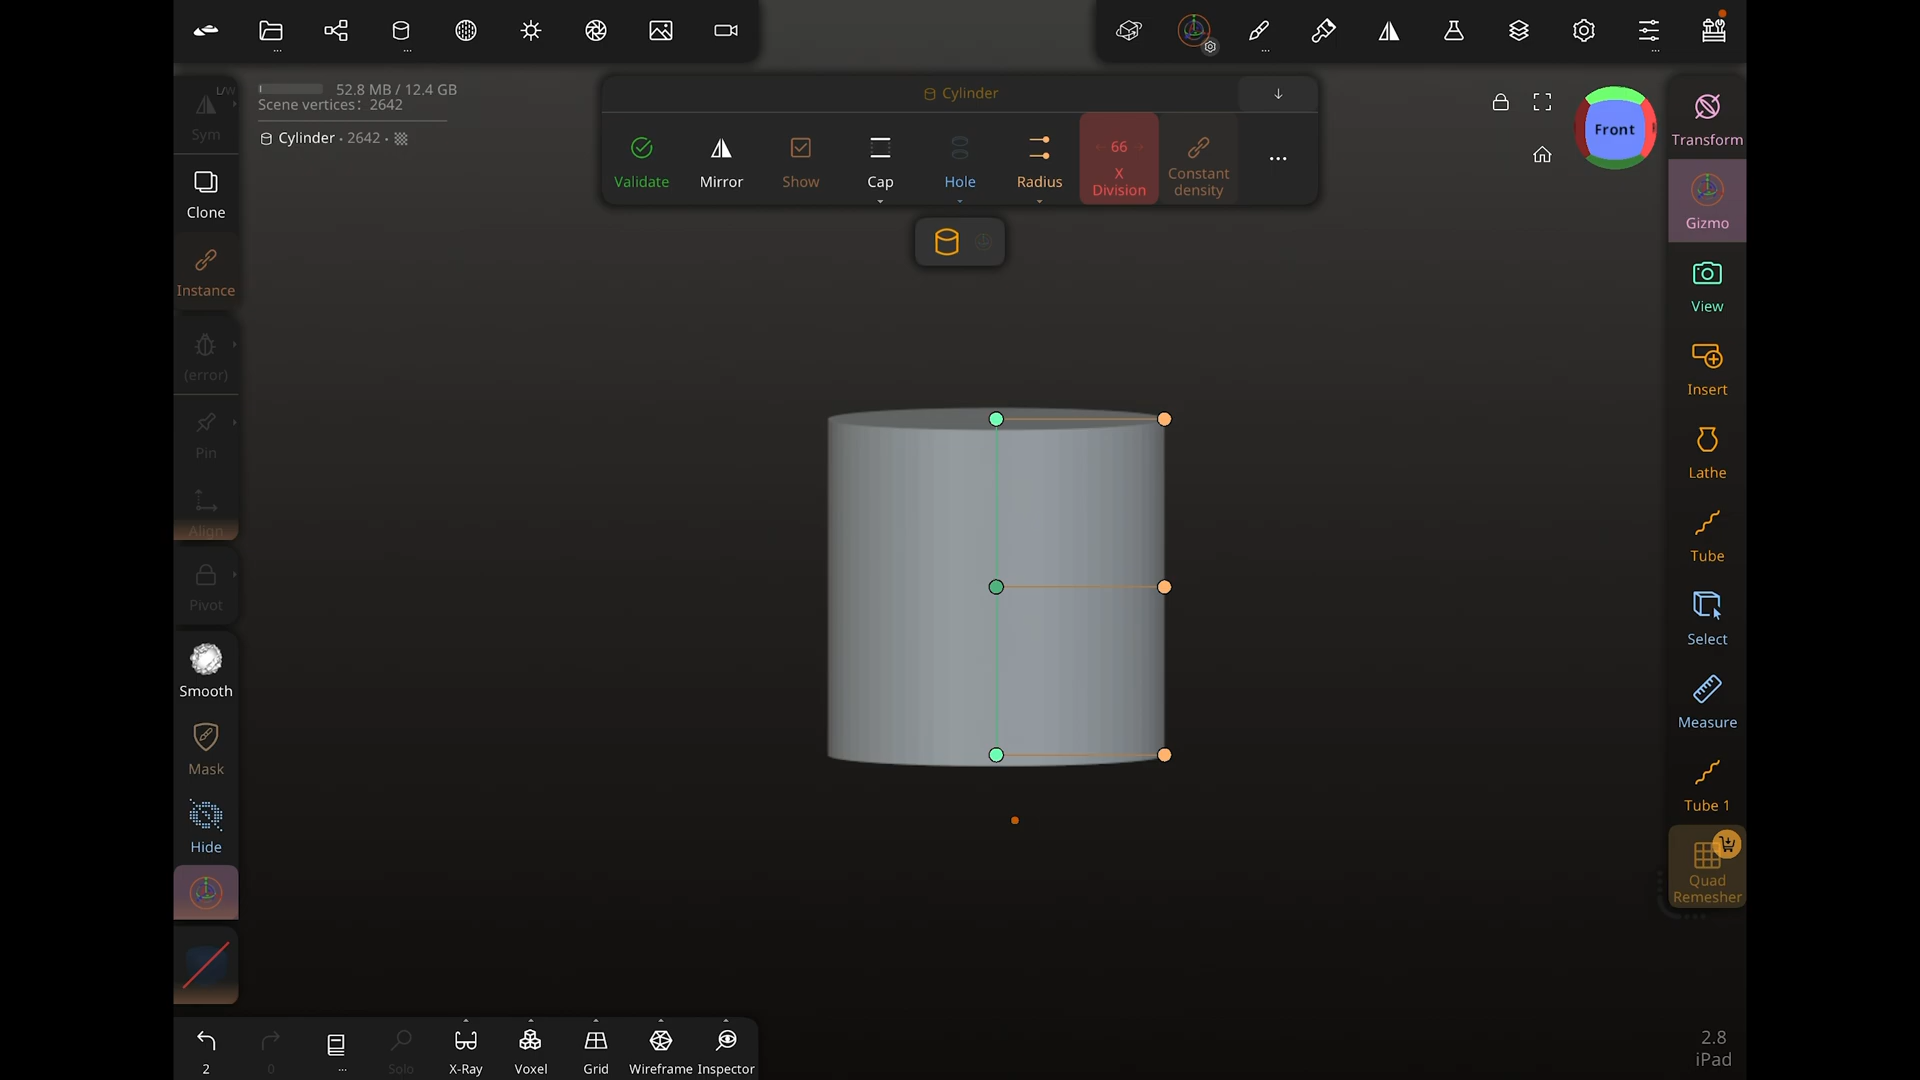 52.8 MB / 12.4 GB
Scene vertices: 2642
Cylinder • 2642 •
L/W
Sym
Clone
Instance
(error)
Pin
Align
Pivot
Smooth
Mask
Hide
Cylinder
Validate
Mirror
Show
Cap
Hole
Radius
66
X
Division
Constant
density
...
Front
Transform
Gizmo
View
Insert
Lathe
Tube
Select
Measure
Tube 1
Quad
Remesher
2
0
...
Solo
X-Ray
Voxel
Grid
Wireframe
Inspector
2.8
iPad